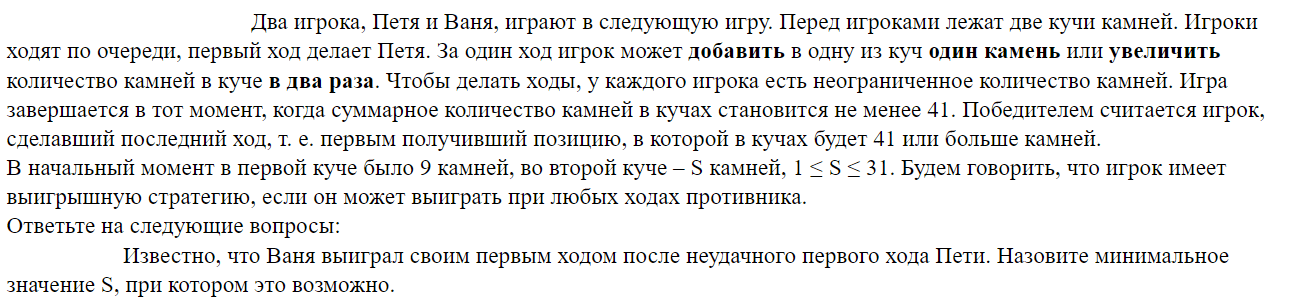 Два игрока, Петя и Ваня, играют в следующую игру. Перед игроками лежат две кучи камней. Игроки
ходят по очереди, первый ход делает Петя. За один ход игрок может добавить в одну из куч один камень или увеличить
количество камней в куче в два раза. Чтобы делать ходы, у каждого игрока есть неограниченное количество камней. Игра
завершается в тот момент, когда суммарное количество камней в кучах становится не менее 41. Победителем считается игрок,
сделавший последний ход, т. е. первым получивший позицию, в которой в кучах будет 41 или больше камней.
В начальный момент в первой куче было 9 камней, во второй куче – S камней, 1 ≤ S ≤ 31. Будем говорить, что игрок имеет
выигрышную стратегию, если он может выиграть при любых ходах противника.
Ответьте на следующие вопросы:
Известно, что Ваня выиграл своим первым ходом после неудачного первого хода Пети. Назовите минимальное
значение S, при котором это возможно.